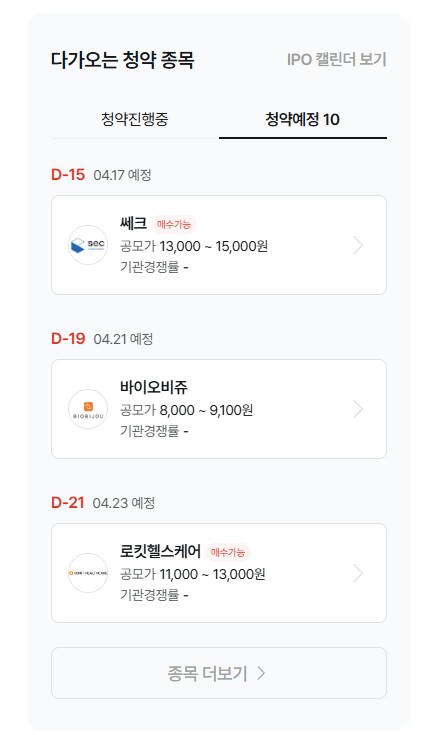 다가오는 청약 종목 IPO 캘린더 보기
청약진행중 청약예정 10
D-15 04.17 예정
sec
쎄크 매수가능
공모가 13,000 ~ 15,000원
기관경쟁률 -
D-19 04.21 예정
BIOBIJOU
바이오비쥬
공모가 8,000 ~ 9,100원
기관경쟁률 -
D-21 04.23 예정
ROKIT HEALTHCARE
로킷헬스케어 매수가능
공모가 11,000 ~ 13,000원
기관경쟁률 -
종목 더보기